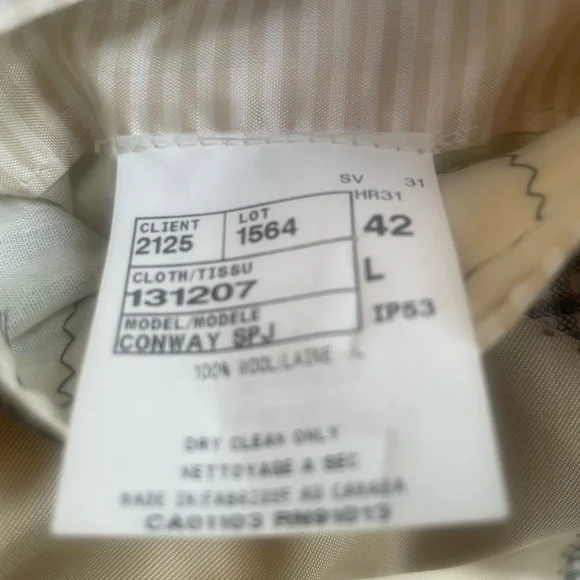 SV 31
HR31
CLIENT LOT
2125 1564 42
CLOTH/TISSU
131207 L
MODEL/MODELE IP53
CONWAY SPJ
100% WOOL/LAINE
DRY CLEAN ONLY
NETTOYAGE A SEC
MADE IN/FABRIQUE AU CANADA
CA01103 RN91013